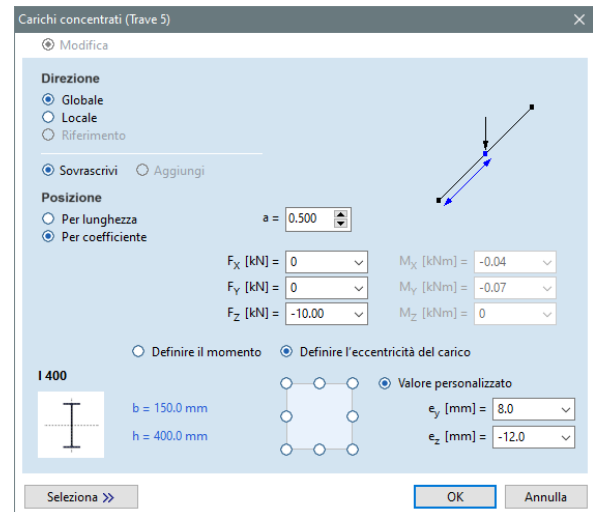 Carichi concentrati (Trave 5)
Modifica
Direzione
Globale
Locale
Riferimento
Sovrascrivi Aggiungi
Posizione
Per lunghezza a = 0.500
Per coefficiente
FX [kN] = 0 MX [kNm] = -0.04
FY [kN] = 0 MY [kNm] = -0.07
FZ [kN] = -10.00 MZ [kNm] = 0
Definire il momento Definire l'eccentricità del carico
I 400 Valore personalizzato
b = 150.0 mm ey [mm] = 8.0
h = 400.0 mm ez [mm] = -12.0
Seleziona >> OK Annulla